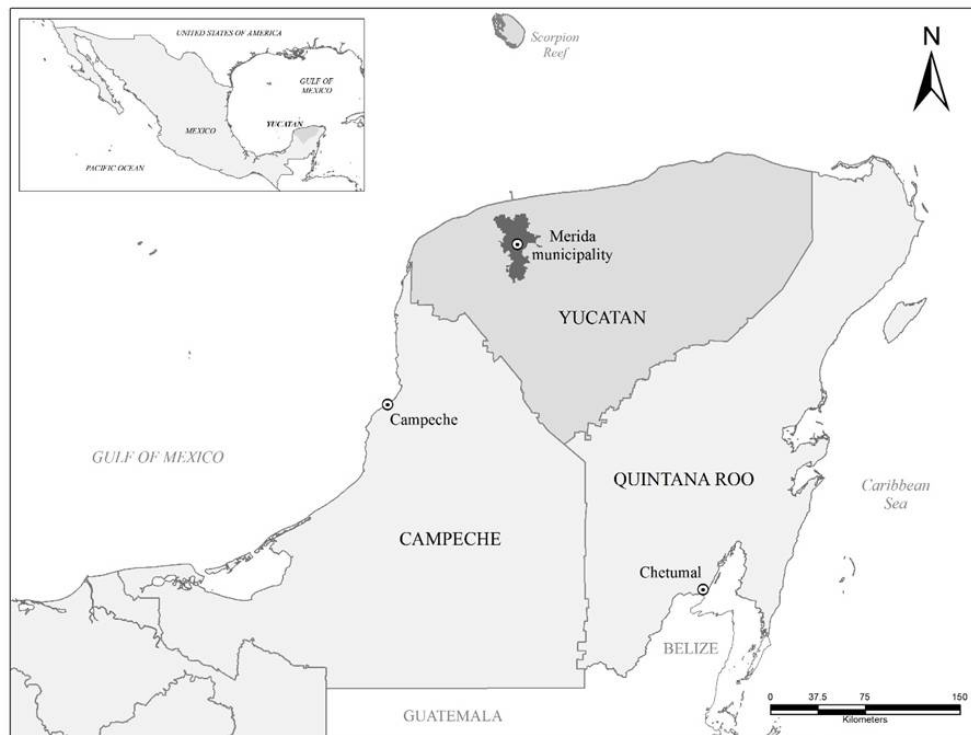 UNITED STATES OF AMERICA
GULF OF
MEXICO
YUCATAN
MEXICO
PACIFIC OCEAN
Scorpion
Reef
N
Merida
municipality
YUCATAN
Campeche
GULF OF MEXICO
QUINTANA ROO
Caribbean
Sea
CAMPECHE
Chetumal
BELIZE
GUATEMALA
0 37.5 75 150
Kilometers